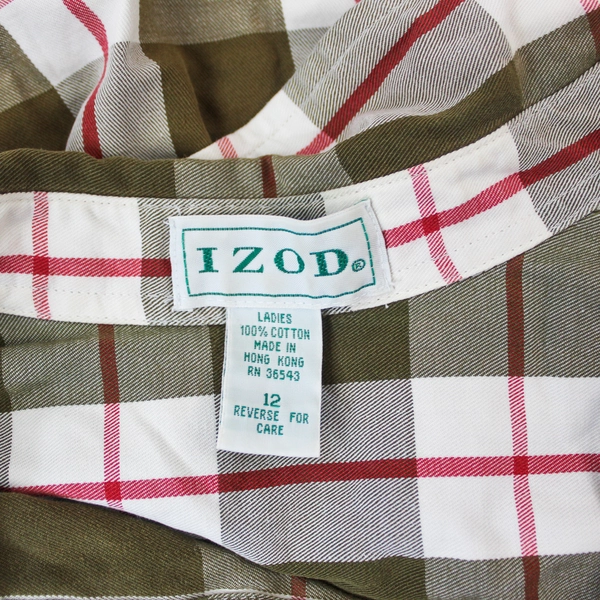 IZOD®
LADIES
100% COTTON
MADE IN
HONG KONG
RN 36543
12
REVERSE FOR
CARE